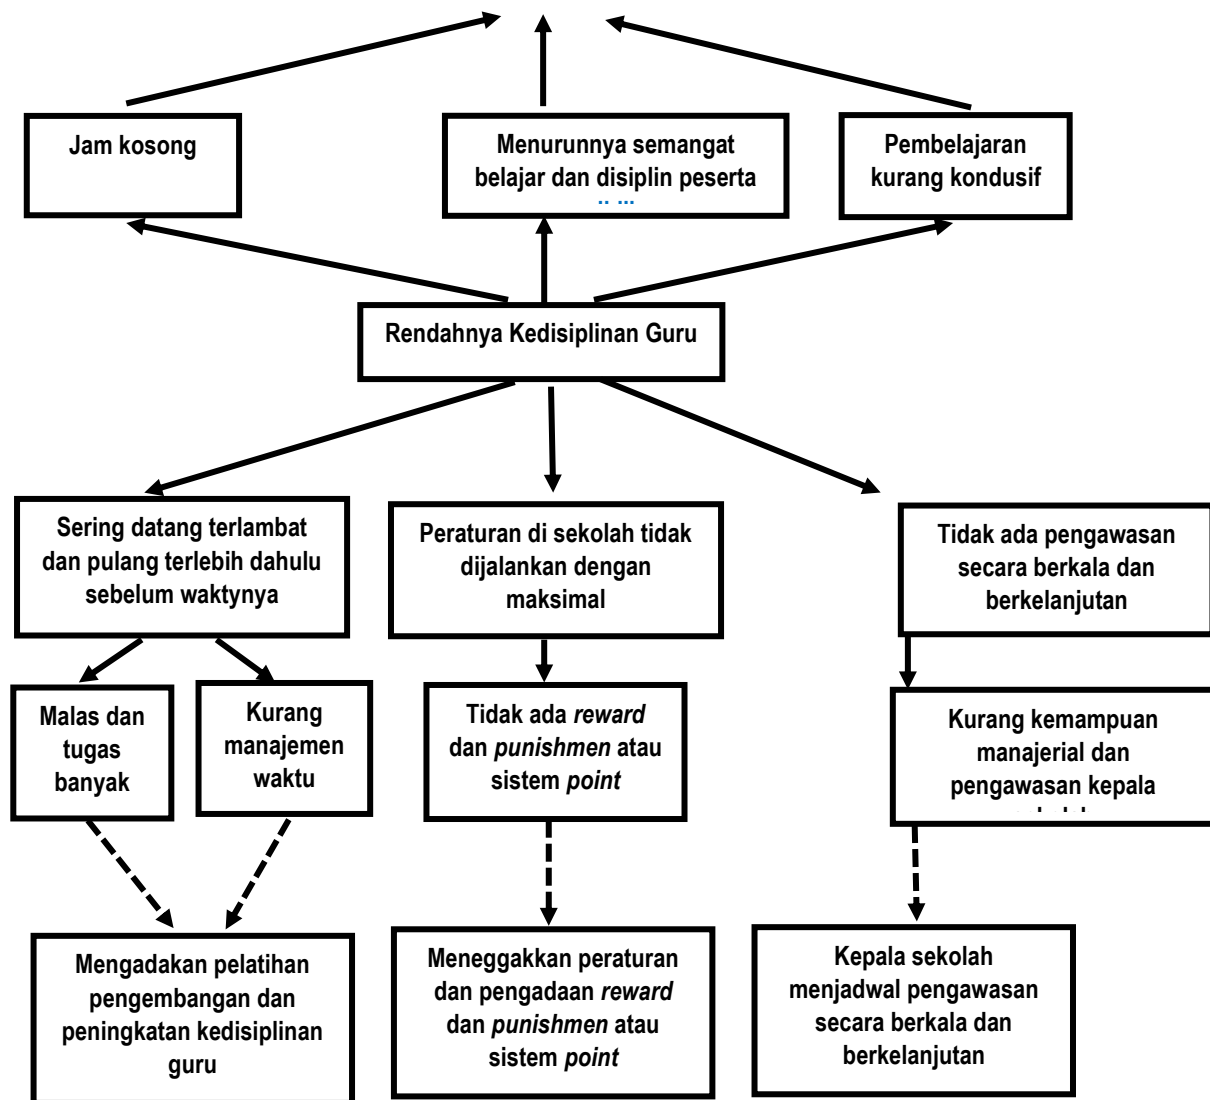 Jam kosong
Menurunnya semangat
belajar dan disiplin peserta
Pembelajaran
kurang kondusif
Rendahnya Kedisiplinan Guru
Sering datang terlambat
dan pulang terlebih dahulu
sebelum waktynya
Peraturan di sekolah tidak
dijalankan dengan
maksimal
Tidak ada pengawasan
secara berkala dan
berkelanjutan
Malas dan
tugas
banyak
Kurang
manajemen
waktu
Tidak ada reward
dan punishmen atau
sistem point
Kurang kemampuan
manajerial dan
pengawasan kepala
Mengadakan pelatihan
pengembangan dan
peningkatan kedisiplinan
guru
Meneggakkan peraturan
dan pengadaan reward
dan punishmen atau
sistem point
Kepala sekolah
menjadwal pengawasan
secara berkala dan
berkelanjutan